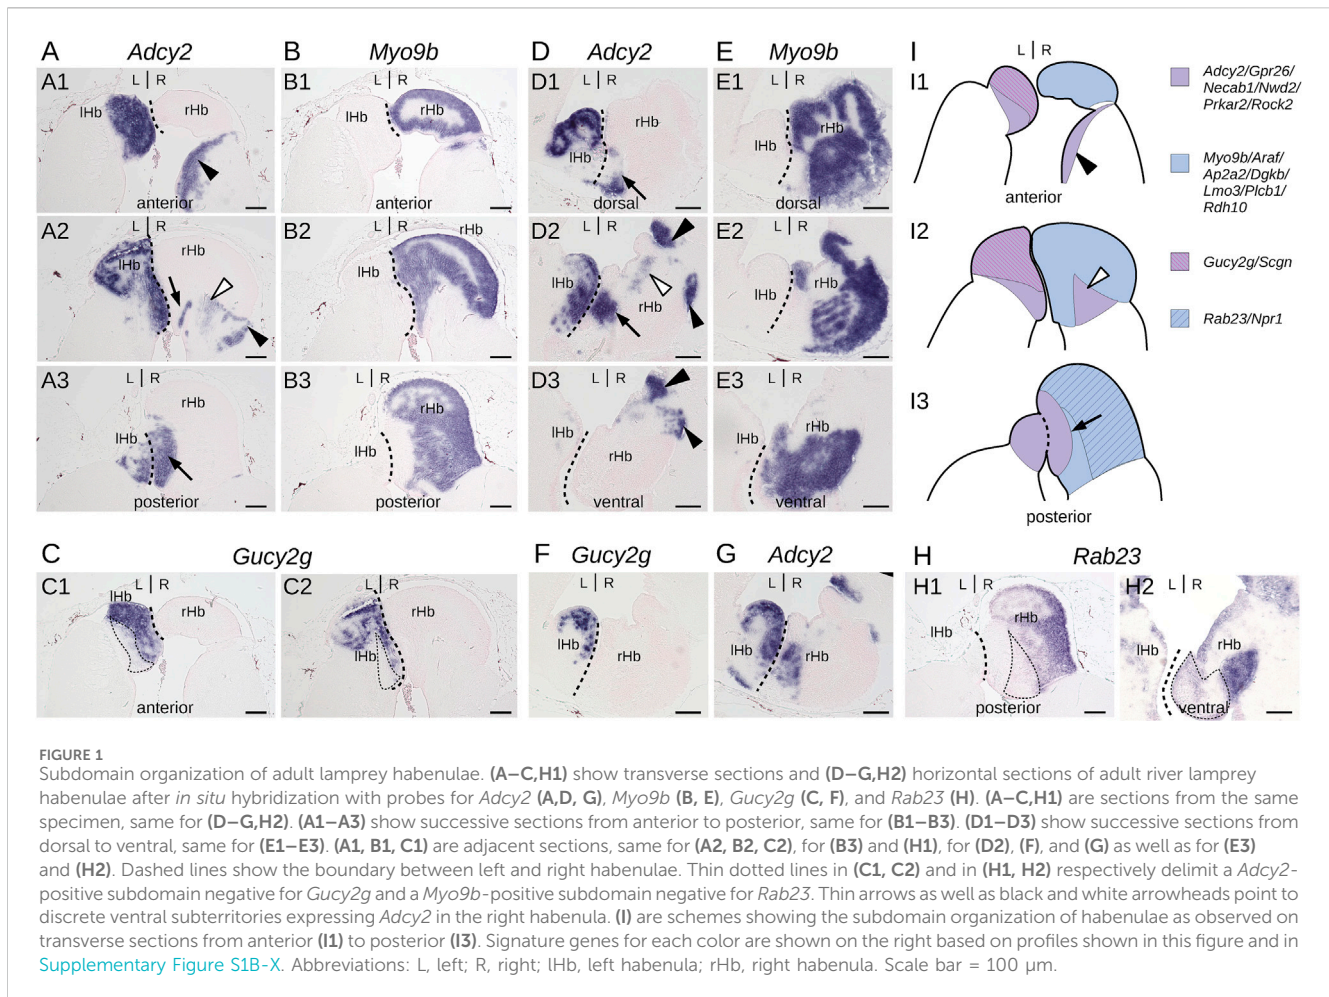 A Adcy2
B Myo9b
D Adcy2
E Myo9b
I L | R
A1 L | R
lHb rHb
anterior
B1 L | R
lHb rHb
anterior
D1 L | R
rHb
lHb
dorsal
E1 L | R
lHb rHb
dorsal
I1
anterior
Adcy2/Gpr26/
Necab1/Nwd2/
Prkar2/Rock2
Myo9b/Araf/
Ap2a2/Dgkb/
Lmo3/Plcb1/
Rdh10
Gucy2g/Scgn
Rab23/Npr1
A2 L | R
rHb
lHb
B2 L | R
rHb
lHb
D2 L | R
lHb
rHb
E2 L | R
lHb
rHb
I2
A3 L | R
rHb
lHb
posterior
B3 L | R
rHb
lHb
posterior
D3 L | R
lHb
rHb
ventral
E3 L | R
lHb rHb
ventral
I3
posterior
C Gucy2g
F Gucy2g
G Adcy2
H Rab23
C1 L | R
lHb
rHb
anterior
C2 L | R
rHb
lHb
L | R
lHb
rHb
L | R
lHb rHb
H1 L | R
rHb
lHb
posterior
H2 L | R
rHb
lHb
ventral
FIGURE 1
Subdomain organization of adult lamprey habenulae. (A–C,H1) show transverse sections and (D–G,H2) horizontal sections of adult river lamprey
habenulae after in situ hybridization with probes for Adcy2 (A,D, G), Myo9b (B, E), Gucy2g (C, F), and Rab23 (H). (A–C,H1) are sections from the same
specimen, same for (D–G,H2). (A1–A3) show successive sections from anterior to posterior, same for (B1–B3). (D1–D3) show successive sections from
dorsal to ventral, same for (E1–E3). (A1, B1, C1) are adjacent sections, same for (A2, B2, C2), for (B3) and (H1), for (D2), (F), and (G) as well as for (E3)
and (H2). Dashed lines show the boundary between left and right habenulae. Thin dotted lines in (C1, C2) and in (H1, H2) respectively delimit a Adcy2-
positive subdomain negative for Gucy2g and a Myo9b-positive subdomain negative for Rab23. Thin arrows as well as black and white arrowheads point to
discrete ventral subterritories expressing Adcy2 in the right habenula. (I) are schemes showing the subdomain organization of habenulae as observed on
transverse sections from anterior (I1) to posterior (I3). Signature genes for each color are shown on the right based on profiles shown in this figure and in
Supplementary Figure S1B-X. Abbreviations: L, left; R, right; lHb, left habenula; rHb, right habenula. Scale bar = 100 μm.